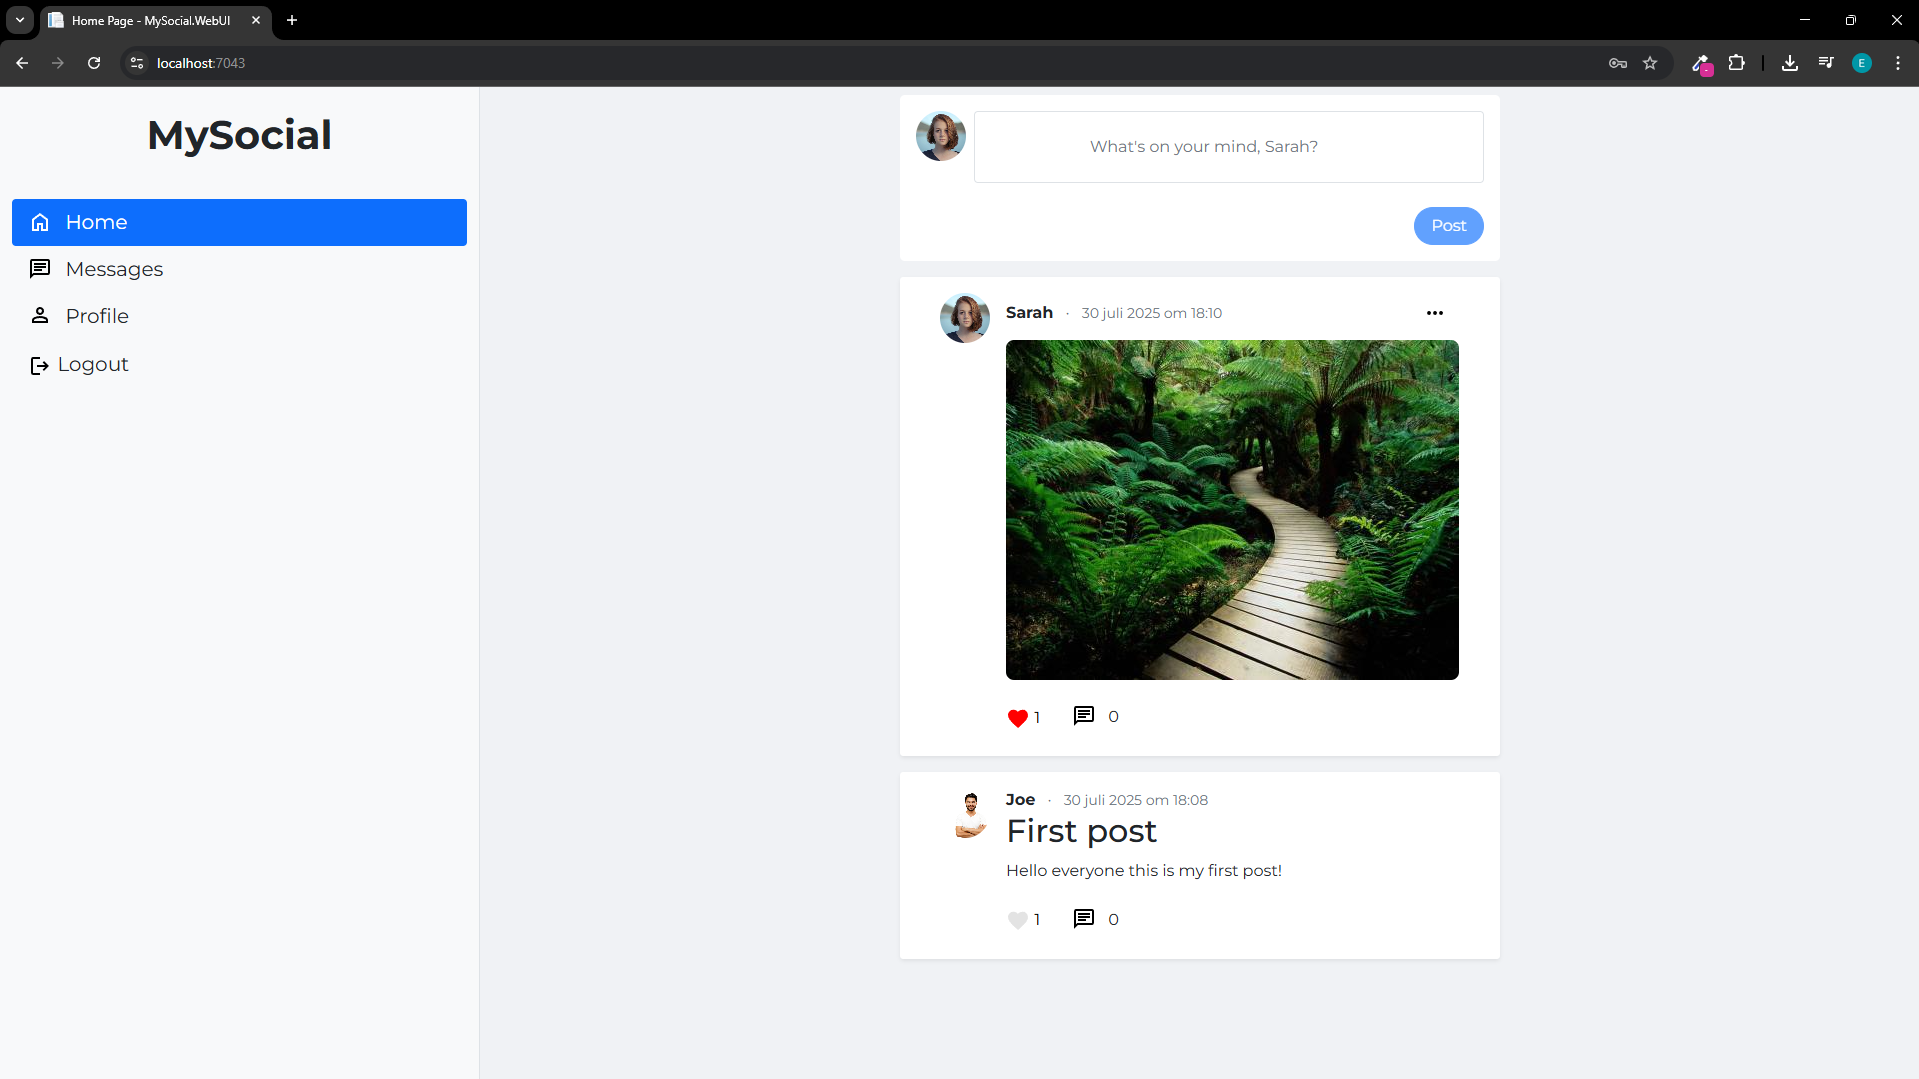 Home Page - MySocial.WebUI
localhost:7043
E
MySocial
Home
Messages
Profile
Logout
What's on your mind, Sarah?
Post
Sarah · 30 juli 2025 om 18:10
1 0
Joe · 30 juli 2025 om 18:08
First post
Hello everyone this is my first post!
1 0